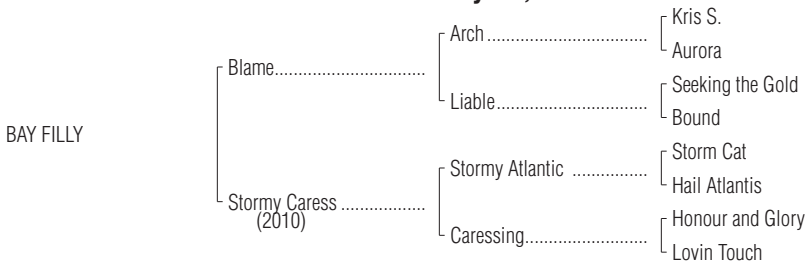 Kris S.
Arch ................................
Aurora
Blame..............................
Seeking the Gold
Liable..............................
Bound
BAY FILLY
Storm Cat
Stormy Atlantic ...............
Hail Atlantis
Stormy Caress .................
(2010)
Honour and Glory
Caressing........................
Lovin Touch